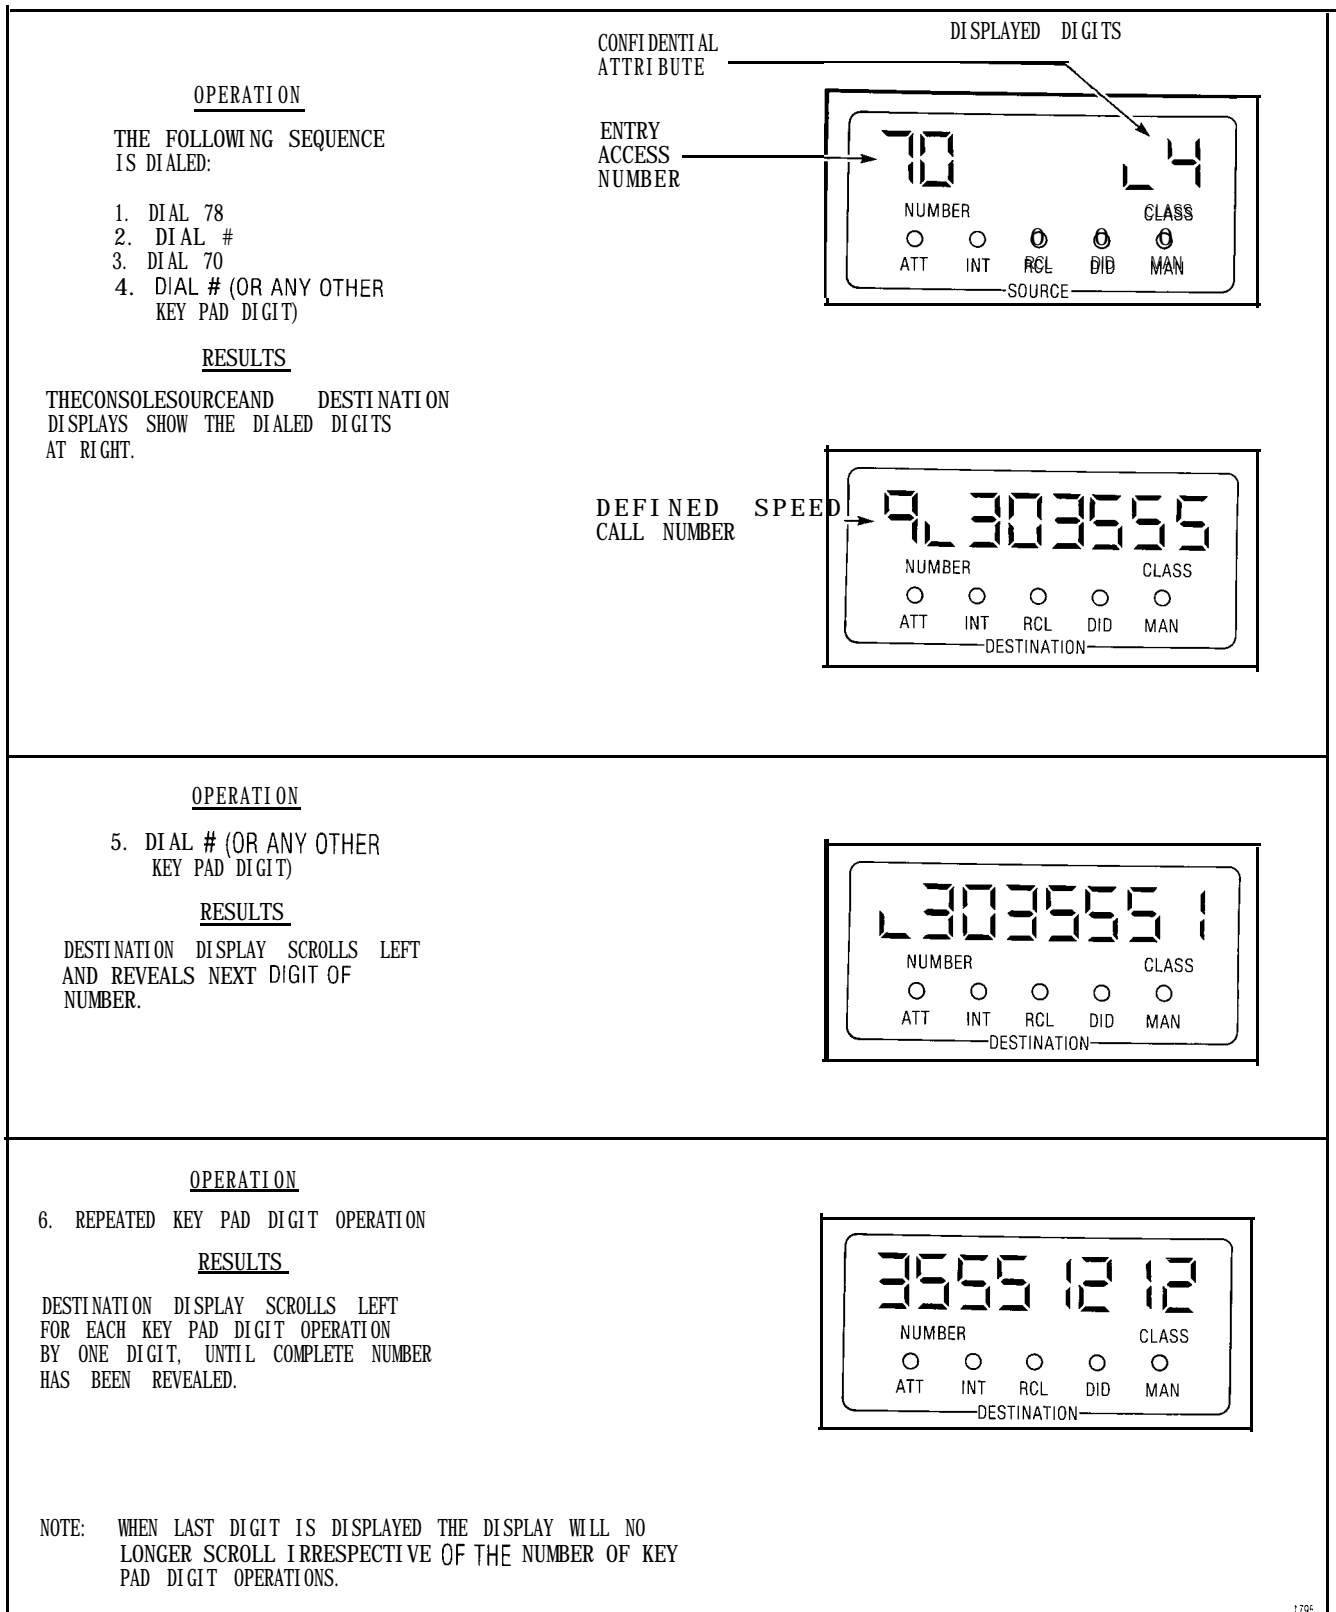 DISPLAYED DIGITS
CONFIDENTIAL
ATTRIBUTE
OPERATION
THE FOLLOWING SEQUENCE
IS DIALED:
1. DIAL 78
2. DIAL #
3. DIAL 70
4. DIAL # (OR ANY OTHER
KEY PAD DIGIT)
RESULTS
THECONSOLESOURCEAND DESTINATION
DISPLAYS SHOW THE DIALED DIGITS
AT RIGHT.
ENTRY
ACCESS
NUMBER
70 ⌞4
NUMBER CLASS
ATT INT RCL DID MAN
SOURCE
DEFINED SPEED
CALL NUMBER
9⌞303555
NUMBER CLASS
ATT INT RCL DID MAN
DESTINATION
OPERATION
5. DIAL # (OR ANY OTHER
KEY PAD DIGIT)
RESULTS
DESTINATION DISPLAY SCROLLS LEFT
AND REVEALS NEXT DIGIT OF
NUMBER.
⌞3035551
NUMBER CLASS
ATT INT RCL DID MAN
DESTINATION
OPERATION
6. REPEATED KEY PAD DIGIT OPERATION
RESULTS
DESTINATION DISPLAY SCROLLS LEFT
FOR EACH KEY PAD DIGIT OPERATION
BY ONE DIGIT, UNTIL COMPLETE NUMBER
HAS BEEN REVEALED.
35551212
NUMBER CLASS
ATT INT RCL DID MAN
DESTINATION
NOTE: WHEN LAST DIGIT IS DISPLAYED THE DISPLAY WILL NO
LONGER SCROLL IRRESPECTIVE OF THE NUMBER OF KEY
PAD DIGIT OPERATIONS.